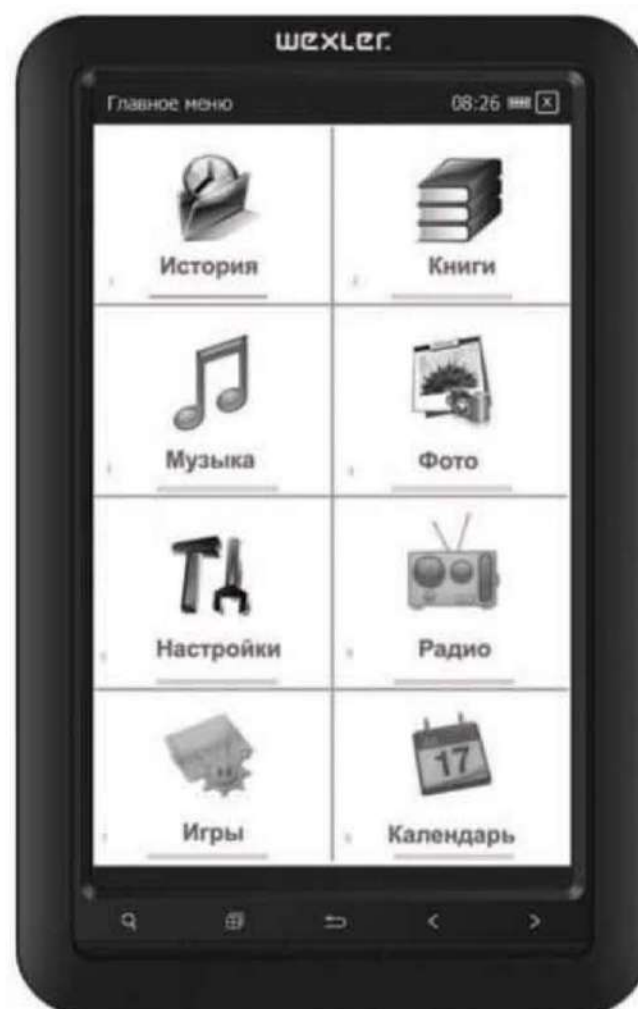 wexler.
Главное меню 08:26
История Книги
Музыка Фото
Настройки Радио
17
Игры Календарь